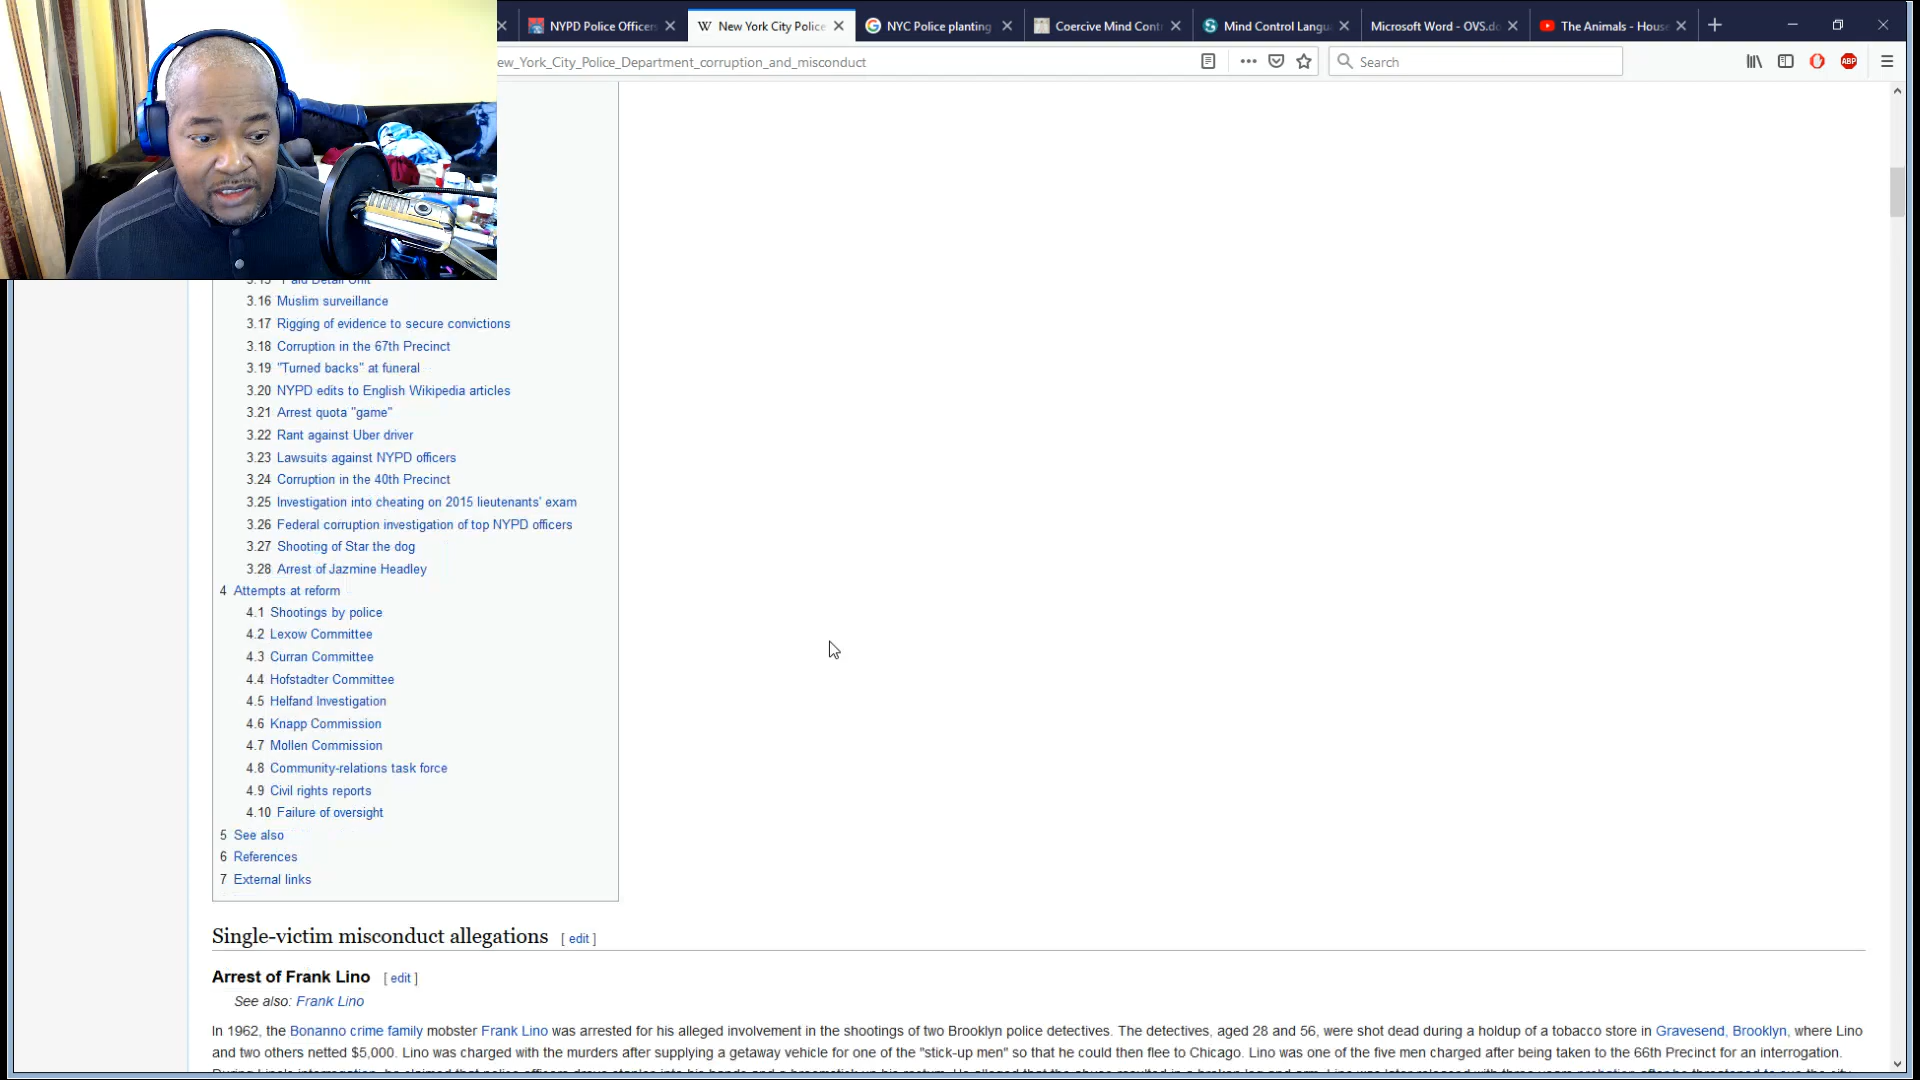 NYPD Police Officer
New York City Police
NYC Police planting
Coercive Mind Cont
Mind Control Langu
Microsoft Word - OVS.do
The Animals - Hous
ew_York_City_Police_Department_corruption_and_misconduct
Search
ABP
3.15 "Paid Detail Unit"
3.16 Muslim surveillance
3.17 Rigging of evidence to secure convictions
3.18 Corruption in the 67th Precinct
3.19 "Turned backs" at funeral
3.20 NYPD edits to English Wikipedia articles
3.21 Arrest quota "game"
3.22 Rant against Uber driver
3.23 Lawsuits against NYPD officers
3.24 Corruption in the 40th Precinct
3.25 Investigation into cheating on 2015 lieutenants' exam
3.26 Federal corruption investigation of top NYPD officers
3.27 Shooting of Star the dog
3.28 Arrest of Jazmine Headley
4 Attempts at reform
4.1 Shootings by police
4.2 Lexow Committee
4.3 Curran Committee
4.4 Hofstadter Committee
4.5 Helfand Investigation
4.6 Knapp Commission
4.7 Mollen Commission
4.8 Community-relations task force
4.9 Civil rights reports
4.10 Failure of oversight
5 See also
6 References
7 External links
Single-victim misconduct allegations [ edit ]
Arrest of Frank Lino [ edit ]
See also: Frank Lino
In 1962, the Bonanno crime family mobster Frank Lino was arrested for his alleged involvement in the shootings of two Brooklyn police detectives. The detectives, aged 28 and 56, were shot dead during a holdup of a tobacco store in Gravesend, Brooklyn, where Lino
and two others netted $5,000. Lino was charged with the murders after supplying a getaway vehicle for one of the "stick-up men" so that he could then flee to Chicago. Lino was one of the five men charged after being taken to the 66th Precinct for an interrogation.